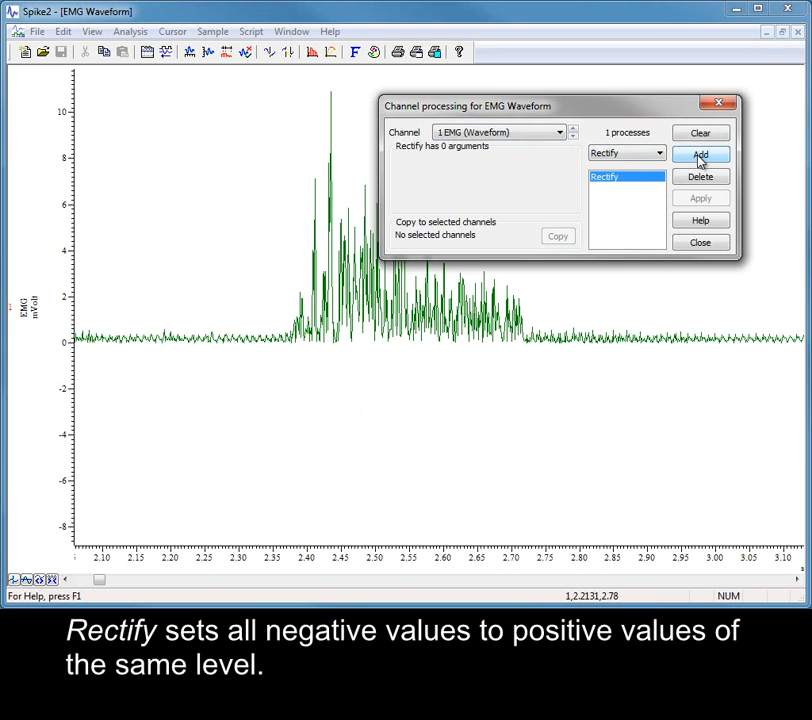 Spike2 - [EMG Waveform]
File Edit View Analysis Cursor Sample Script Window Help
Channel processing for EMG Waveform
Channel 1 EMG (Waveform) 1 processes Clear
Rectify has 0 arguments Rectify Add
Rectify Delete
Apply
Copy to selected channels Help
No selected channels Copy Close
10
8
6
4
2
0
-2
-4
-6
-8
1
EMG
mVolt
2.10 2.15 2.20 2.25 2.30 2.35 2.40 2.45 2.50 2.55 2.60 2.65 2.70 2.75 2.80 2.85 2.90 2.95 3.00 3.05 3.10
s
For Help, press F1 1,2.2131,2.78 NUM
Rectify sets all negative values to positive values of
the same level.